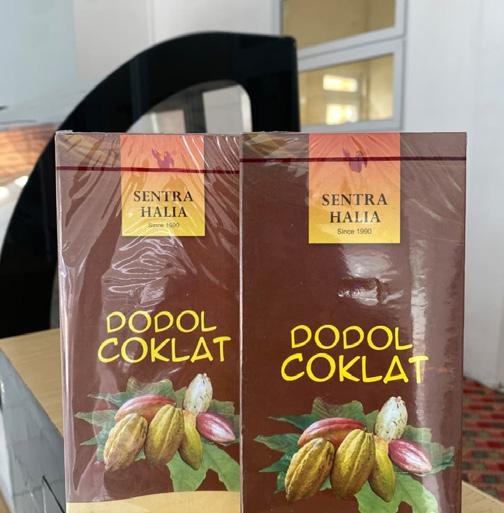 SENTRA
HALIA
Since 1990
DODOL
COKLAT
SENTRA
HALIA
Since 1990
DODOL
COKLAT